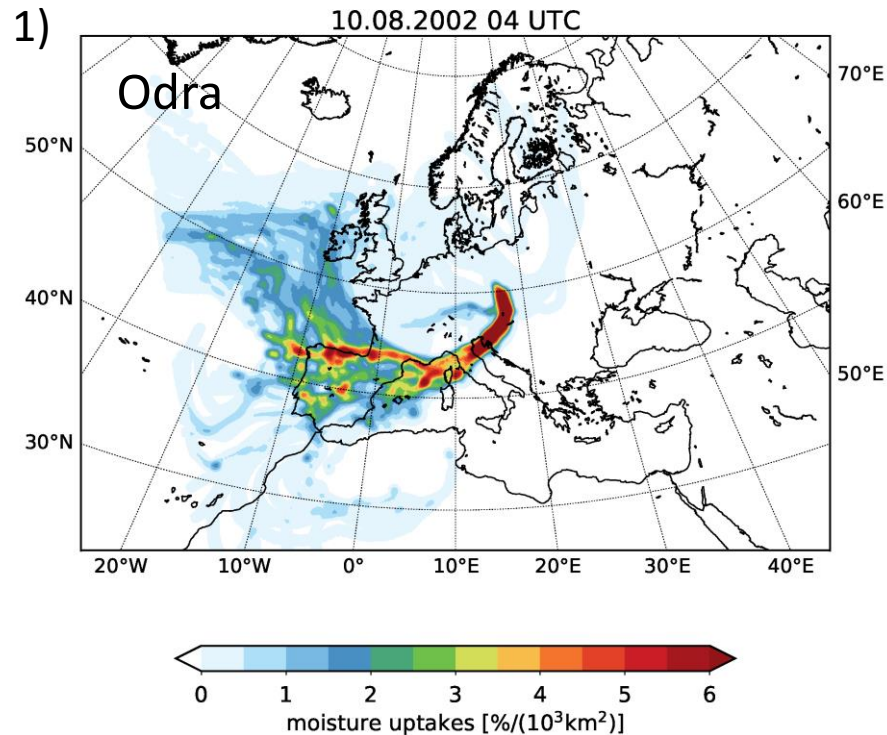 1)
10.08.2002 04 UTC
Odra
70°N
50°N
60°N
40°N
50°N
30°N
20°W 10°W 0° 10°E 20°E 30°E 40°E
0 1 2 3 4 5 6
moisture uptakes [%/(10³km²)]